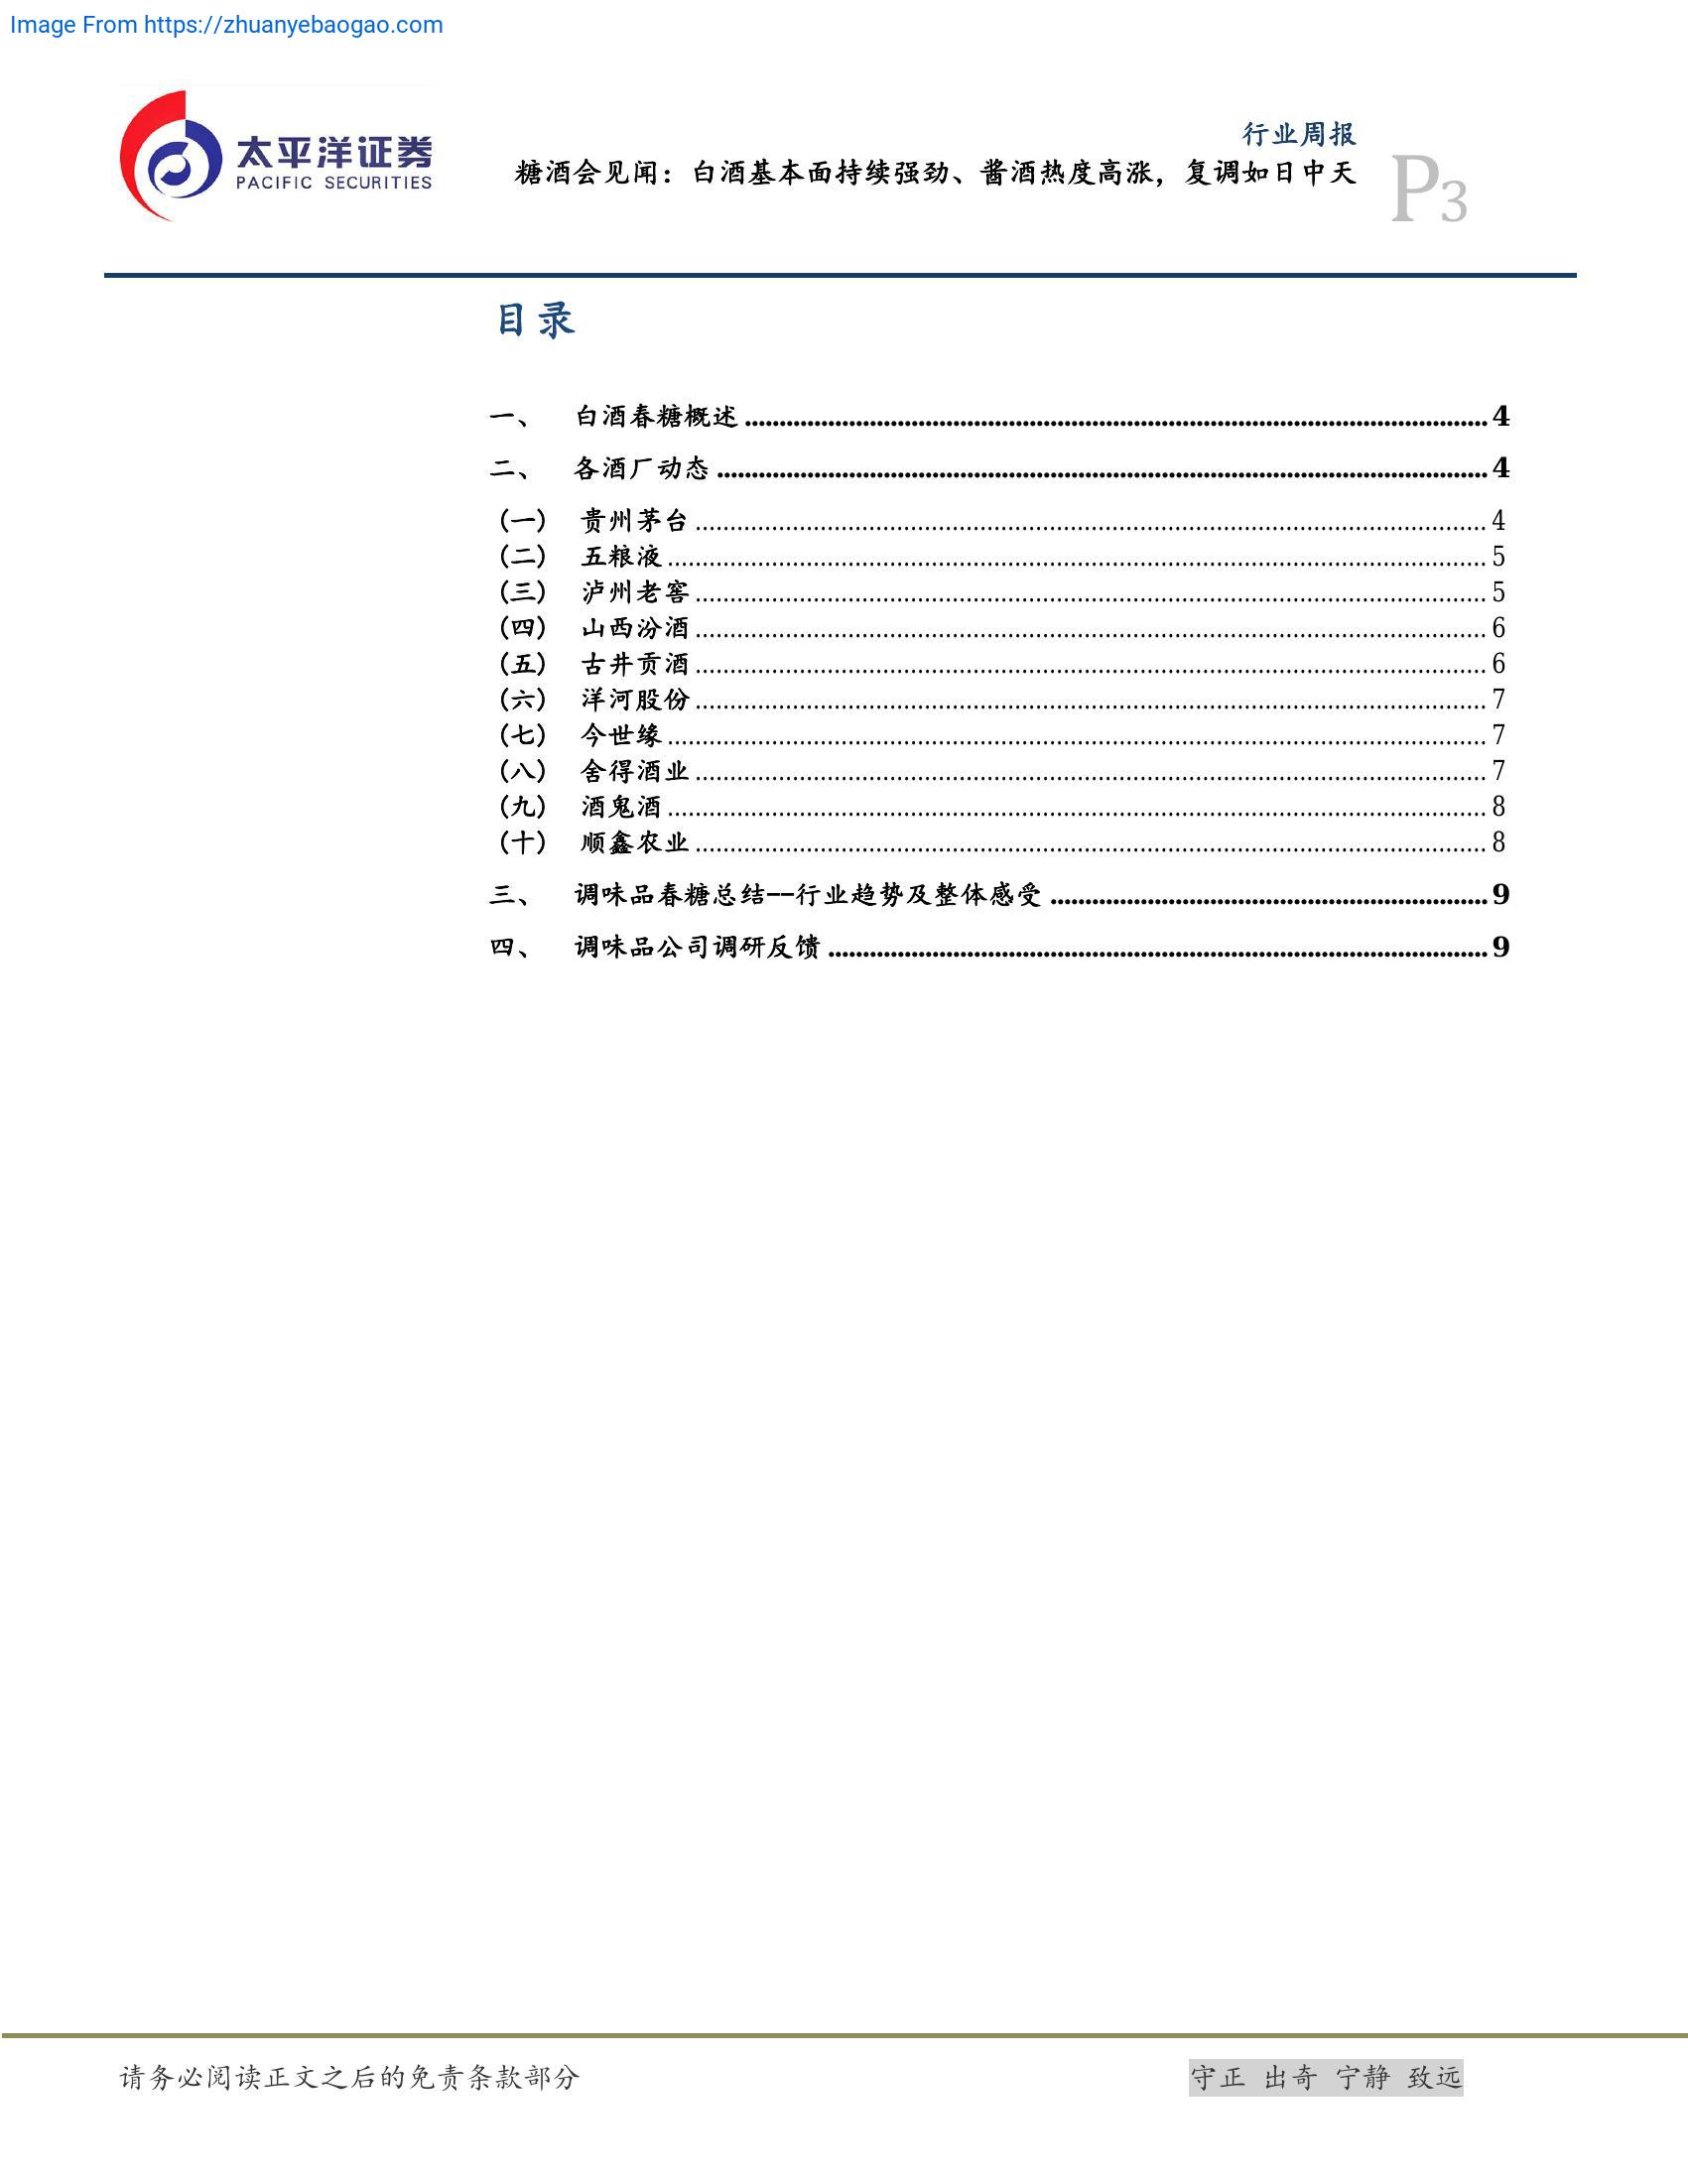 Image From https://zhuanyebaogao.com
太平洋证券
PACIFIC SECURITIES
行业周报
糖酒会见闻：白酒基本面持续强劲、酱酒热度高涨，复调如日中天
P3
目录
一、 白酒春糖概述 4
二、 各酒厂动态 4
（一） 贵州茅台 4
（二） 五粮液 5
（三） 泸州老窖 5
（四） 山西汾酒 6
（五） 古井贡酒 6
（六） 洋河股份 7
（七） 今世缘 7
（八） 舍得酒业 7
（九） 酒鬼酒 8
（十） 顺鑫农业 8
三、 调味品春糖总结——行业趋势及整体感受 9
四、 调味品公司调研反馈 9
请务必阅读正文之后的免责条款部分
守正 出奇 宁静 致远